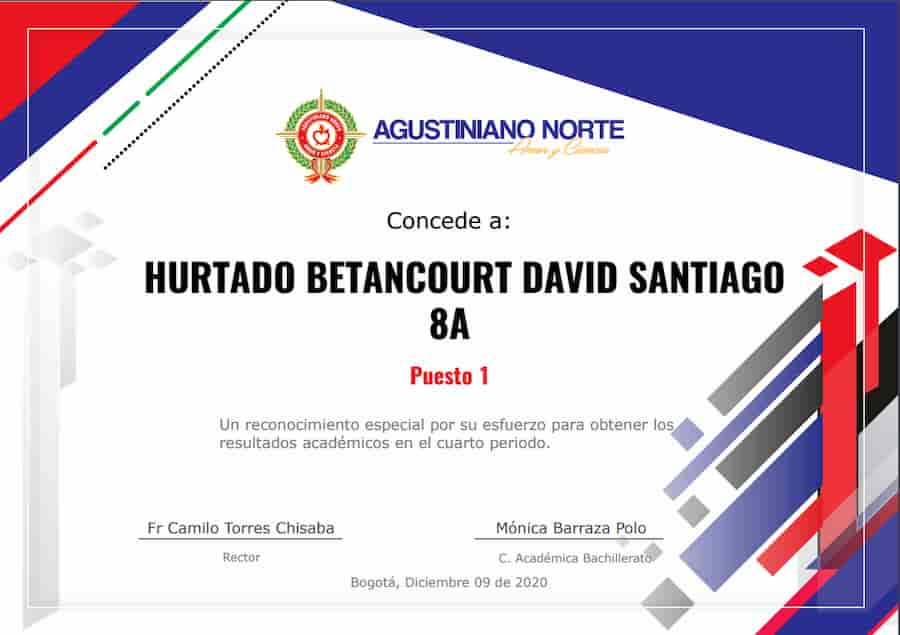 AGUSTINIANO NORTE
Amor y Ciencia
Concede a:
HURTADO BETANCOURT DAVID SANTIAGO
8A
Puesto 1
Un reconocimiento especial por su esfuerzo para obtener los
resultados académicos en el cuarto periodo.
Fr Camilo Torres Chisaba
Mónica Barraza Polo
Rector
C. Académica Bachillerato
Bogotá, Diciembre 09 de 2020